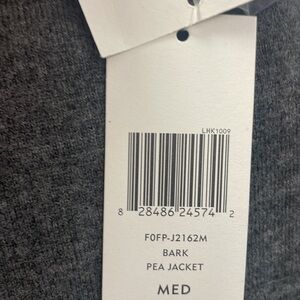 LHK1009
8 28486 24574 2
F0FP-J2162M
BARK
PEA JACKET
MED